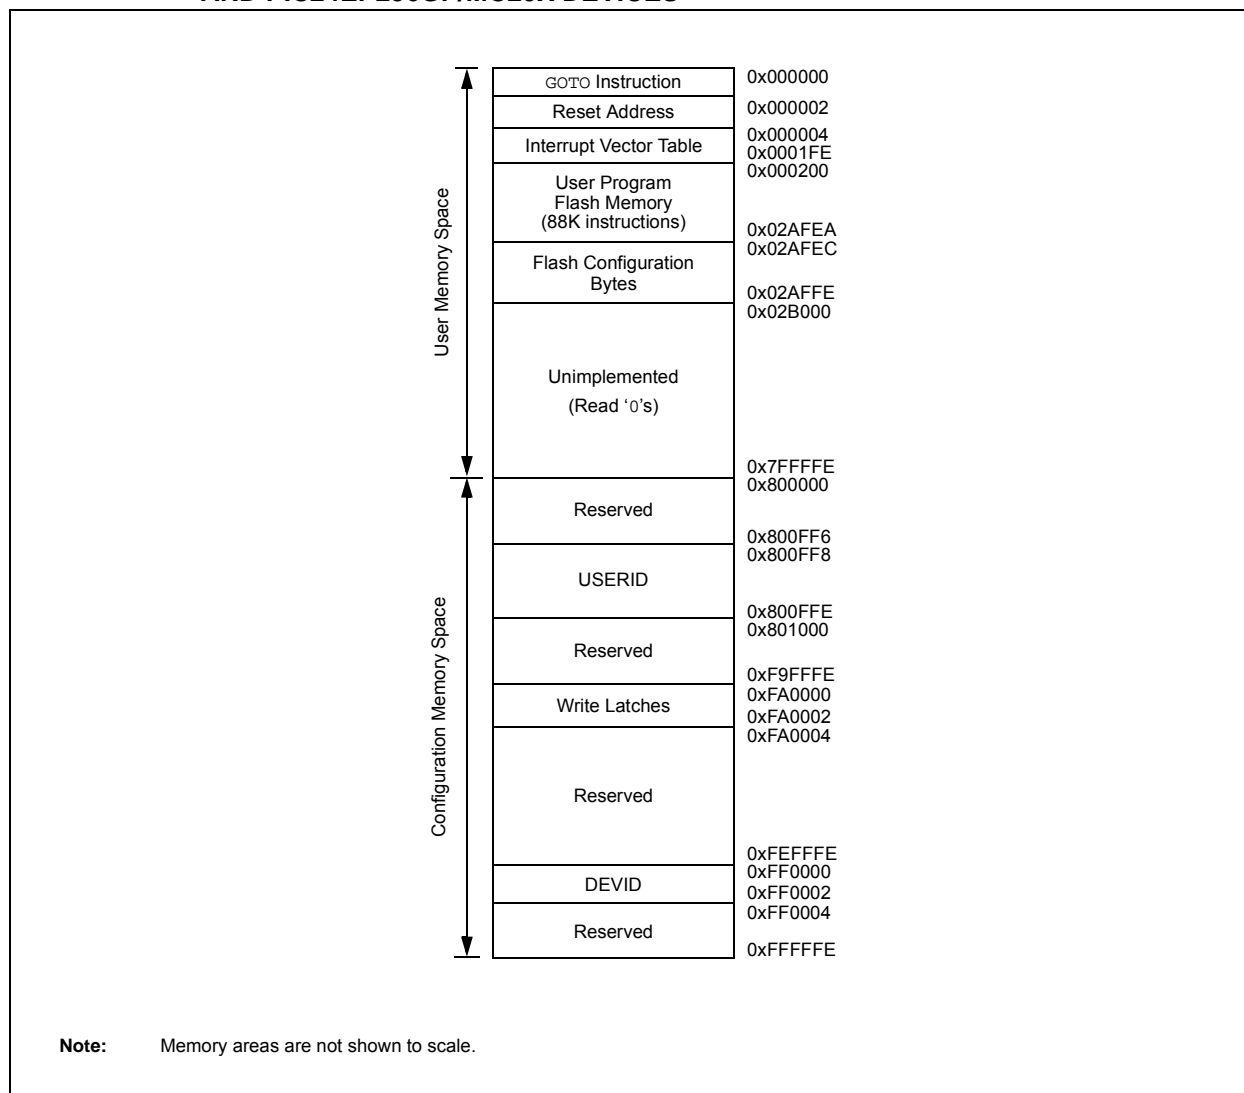 GOTO Instruction
0x000000
Reset Address
0x000002
Interrupt Vector Table
0x000004
0x0001FE
0x000200
User Program
Flash Memory
(88K instructions)
0x02AFEA
0x02AFEC
Flash Configuration
Bytes
0x02AFFE
0x02B000
User Memory Space
Unimplemented
(Read ‘0’s)
0x7FFFFE
0x800000
Reserved
0x800FF6
0x800FF8
USERID
0x800FFE
0x801000
Reserved
0xF9FFFE
0xFA0000
Write Latches
0xFA0002
0xFA0004
Configuration Memory Space
Reserved
0xFEFFFE
0xFF0000
DEVID
0xFF0002
0xFF0004
Reserved
0xFFFFFE
Note: Memory areas are not shown to scale.